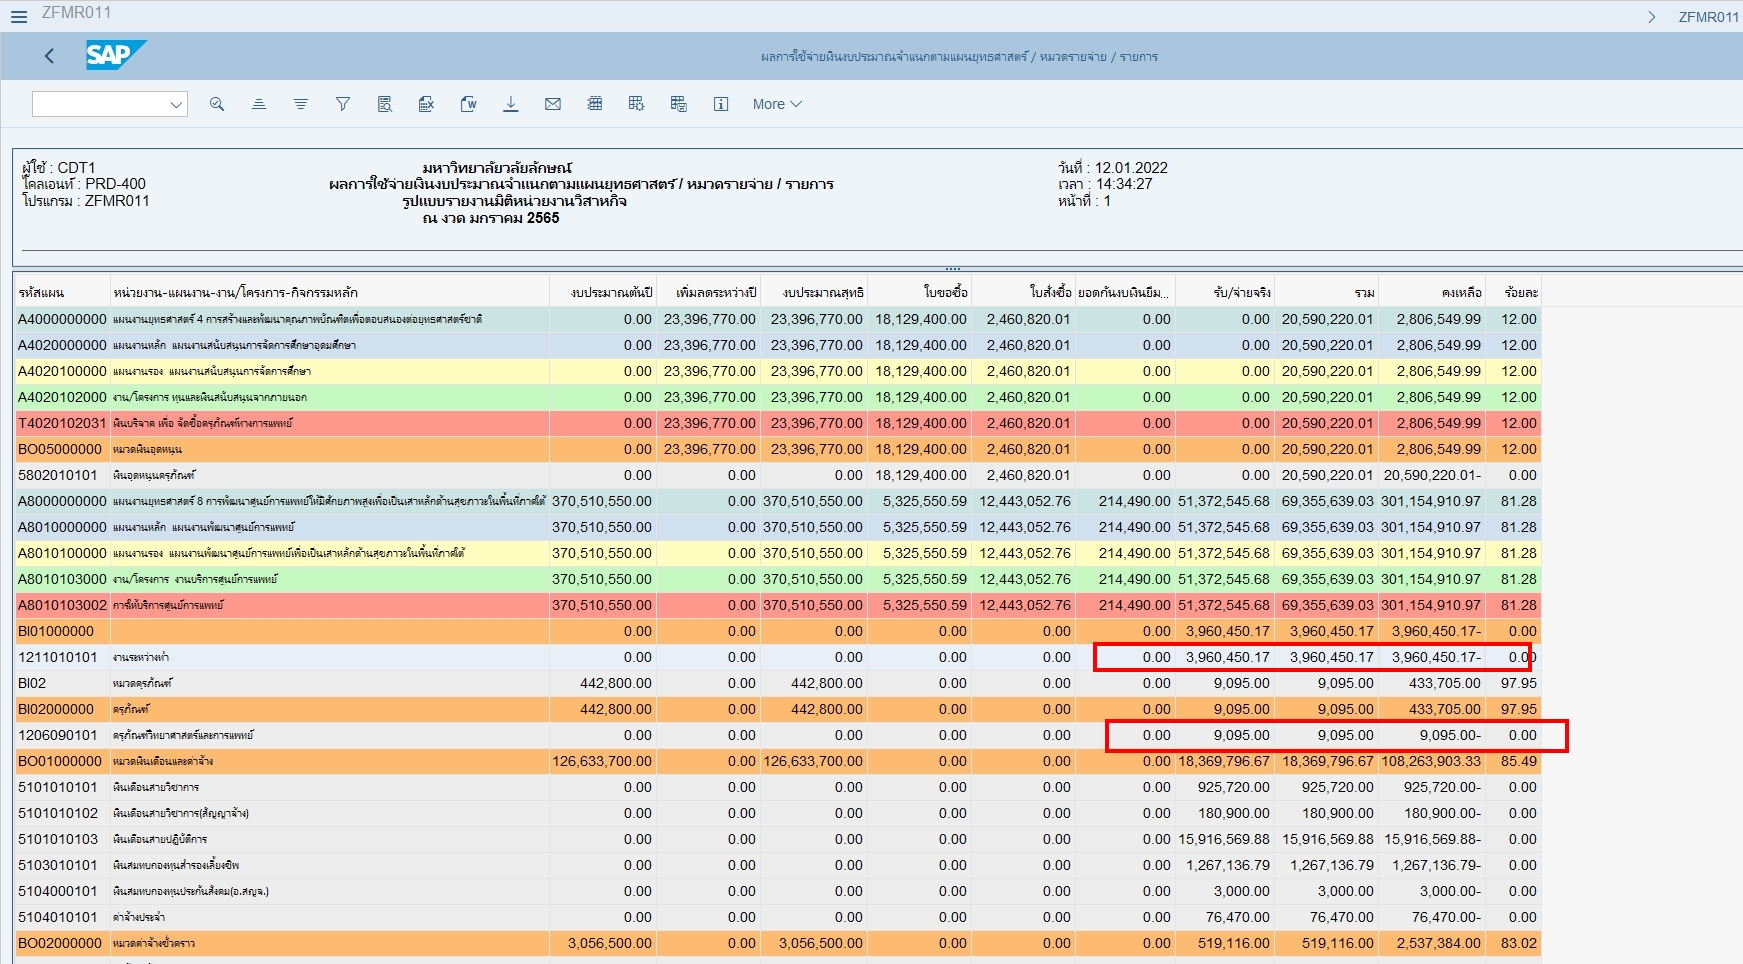 ZFMR011
ZFMR011
SAP
ผลการใช้จ่ายเงินงบประมาณจำแนกตามแผนยุทธศาสตร์ / หมวดรายจ่าย / รายการ
More
ผู้ใช้ : CDT1 มหาวิทยาลัยวลัยลักษณ์ วันที่ : 12.01.2022
ไคลเอนท์ : PRD-400 ผลการใช้จ่ายเงินงบประมาณจำแนกตามแผนยุทธศาสตร์ / หมวดรายจ่าย / รายการ เวลา : 14:34:27
โปรแกรม : ZFMR011 รูปแบบรายงานมิติหน่วยงานวิสาหกิจ หน้าที่ : 1
ณ งวด มกราคม 2565
รหัสแผน หน่วยงาน-แผนงาน-งาน/โครงการ-กิจกรรมหลัก งบประมาณต้นปี เพิ่มลดระหว่างปี งบประมาณสุทธิ ใบขอซื้อ ใบสั่งซื้อ ยอดกันงบเงินยืม... รับ/จ่ายจริง รวม คงเหลือ ร้อยละ
A4000000000 แผนงานยุทธศาสตร์ 4 การสร้างและพัฒนาคุณภาพบัณฑิตเพื่อตอบสนองต่อยุทธศาสตร์ชาติ 0.00 23,396,770.00 23,396,770.00 18,129,400.00 2,460,820.01 0.00 0.00 20,590,220.01 2,806,549.99 12.00
A4020000000 แผนงานหลัก แผนงานสนับสนุนการจัดการศึกษาอุดมศึกษา 0.00 23,396,770.00 23,396,770.00 18,129,400.00 2,460,820.01 0.00 0.00 20,590,220.01 2,806,549.99 12.00
A4020100000 แผนงานรอง แผนงานสนับสนุนการจัดการศึกษา 0.00 23,396,770.00 23,396,770.00 18,129,400.00 2,460,820.01 0.00 0.00 20,590,220.01 2,806,549.99 12.00
A4020102000 งาน/โครงการ ทุนและเงินสนับสนุนจากภายนอก 0.00 23,396,770.00 23,396,770.00 18,129,400.00 2,460,820.01 0.00 0.00 20,590,220.01 2,806,549.99 12.00
T4020102031 เงินบริจาค เพื่อ จัดซื้อครุภัณฑ์ทางการแพทย์ 0.00 23,396,770.00 23,396,770.00 18,129,400.00 2,460,820.01 0.00 0.00 20,590,220.01 2,806,549.99 12.00
BO05000000 หมวดเงินอุดหนุน 0.00 23,396,770.00 23,396,770.00 18,129,400.00 2,460,820.01 0.00 0.00 20,590,220.01 2,806,549.99 12.00
5802010101 เงินอุดหนุนครุภัณฑ์ 0.00 0.00 0.00 18,129,400.00 2,460,820.01 0.00 0.00 20,590,220.01 20,590,220.01- 0.00
A8000000000 แผนงานยุทธศาสตร์ 8 การพัฒนาศูนย์การแพทย์ให้มีศักยภาพสูงเพื่อเป็นเสาหลักด้านสุขภาวะในพื้นที่ภาคใต้ 370,510,550.00 0.00 370,510,550.00 5,325,550.59 12,443,052.76 214,490.00 51,372,545.68 69,355,639.03 301,154,910.97 81.28
A8010000000 แผนงานหลัก แผนงานพัฒนาศูนย์การแพทย์ 370,510,550.00 0.00 370,510,550.00 5,325,550.59 12,443,052.76 214,490.00 51,372,545.68 69,355,639.03 301,154,910.97 81.28
A8010100000 แผนงานรอง แผนงานพัฒนาศูนย์การแพทย์เพื่อเป็นเสาหลักด้านสุขภาวะในพื้นที่ภาคใต้ 370,510,550.00 0.00 370,510,550.00 5,325,550.59 12,443,052.76 214,490.00 51,372,545.68 69,355,639.03 301,154,910.97 81.28
A8010103000 งาน/โครงการ งานบริการศูนย์การแพทย์ 370,510,550.00 0.00 370,510,550.00 5,325,550.59 12,443,052.76 214,490.00 51,372,545.68 69,355,639.03 301,154,910.97 81.28
A8010103002 การให้บริการศูนย์การแพทย์ 370,510,550.00 0.00 370,510,550.00 5,325,550.59 12,443,052.76 214,490.00 51,372,545.68 69,355,639.03 301,154,910.97 81.28
BI01000000 0.00 0.00 0.00 0.00 0.00 0.00 3,960,450.17 3,960,450.17 3,960,450.17- 0.00
1211010101 งานระหว่างทำ 0.00 0.00 0.00 0.00 0.00 0.00 3,960,450.17 3,960,450.17 3,960,450.17- 0.00
BI02 หมวดครุภัณฑ์ 442,800.00 0.00 442,800.00 0.00 0.00 0.00 9,095.00 9,095.00 433,705.00 97.95
BI02000000 ครุภัณฑ์ 442,800.00 0.00 442,800.00 0.00 0.00 0.00 9,095.00 9,095.00 433,705.00 97.95
1206090101 ครุภัณฑ์วิทยาศาสตร์และการแพทย์ 0.00 0.00 0.00 0.00 0.00 0.00 9,095.00 9,095.00 9,095.00- 0.00
BO01000000 หมวดเงินเดือนและค่าจ้าง 126,633,700.00 0.00 126,633,700.00 0.00 0.00 0.00 18,369,796.67 18,369,796.67 108,263,903.33 85.49
5101010101 เงินเดือนสายวิชาการ 0.00 0.00 0.00 0.00 0.00 0.00 925,720.00 925,720.00 925,720.00- 0.00
5101010102 เงินเดือนสายวิชาการ(สัญญาจ้าง) 0.00 0.00 0.00 0.00 0.00 0.00 180,900.00 180,900.00 180,900.00- 0.00
5101010103 เงินเดือนสายปฏิบัติการ 0.00 0.00 0.00 0.00 0.00 0.00 15,916,569.88 15,916,569.88 15,916,569.88- 0.00
5103010101 เงินสมทบกองทุนสำรองเลี้ยงชีพ 0.00 0.00 0.00 0.00 0.00 0.00 1,267,136.79 1,267,136.79 1,267,136.79- 0.00
5104000101 เงินสมทบกองทุนประกันสังคม(อ.สญจ.) 0.00 0.00 0.00 0.00 0.00 0.00 3,000.00 3,000.00 3,000.00- 0.00
5104010101 ค่าจ้างประจำ 0.00 0.00 0.00 0.00 0.00 0.00 76,470.00 76,470.00 76,470.00- 0.00
BO02000000 หมวดค่าจ้างชั่วคราว 3,056,500.00 0.00 3,056,500.00 0.00 0.00 0.00 519,116.00 519,116.00 2,537,384.00 83.02